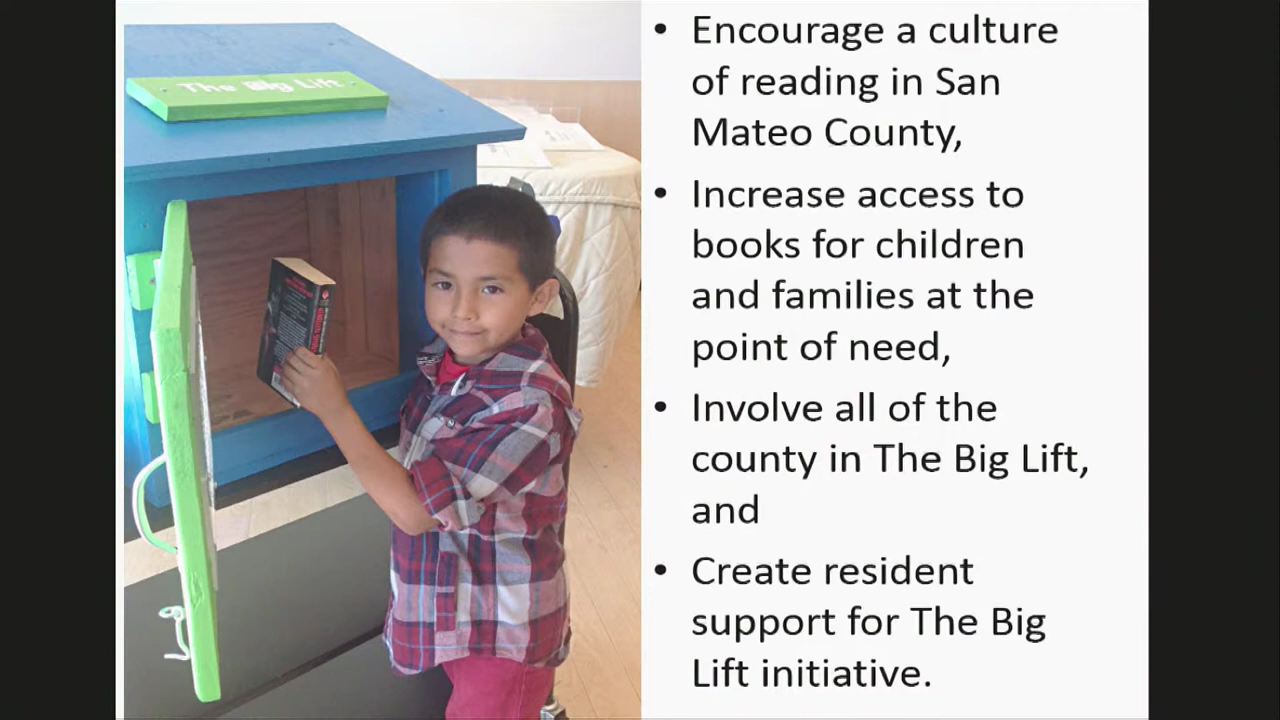 The Big Lift
• Encourage a culture
of reading in San
Mateo County,
• Increase access to
books for children
and families at the
point of need,
• Involve all of the
county in The Big Lift,
and
• Create resident
support for The Big
Lift initiative.